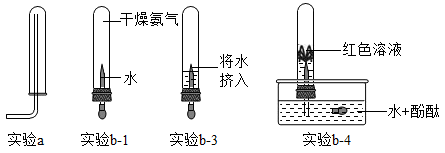 干燥氨气
水
将水
挤入
红色溶液
水+酚酞
实验a
实验b-1
实验b-3
实验b-4